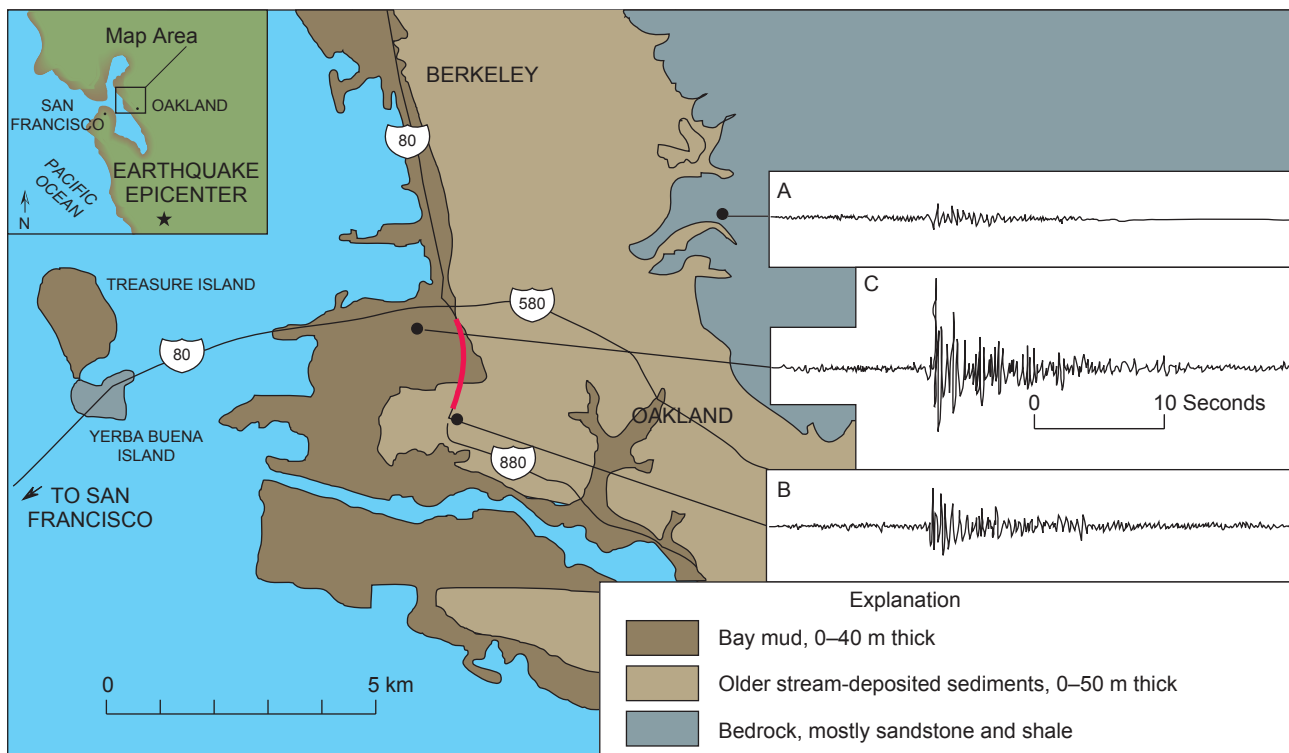 Map Area
SAN
FRANCISCO
OAKLAND
PACIFIC
OCEAN
EARTHQUAKE
EPICENTER
N
BERKELEY
80
TREASURE ISLAND
580
80
YERBA BUENA
ISLAND
OAKLAND
880
TO SAN
FRANCISCO
0
5 km
A
C
0
10 Seconds
B
Explanation
Bay mud, 0–40 m thick
Older stream-deposited sediments, 0–50 m thick
Bedrock, mostly sandstone and shale